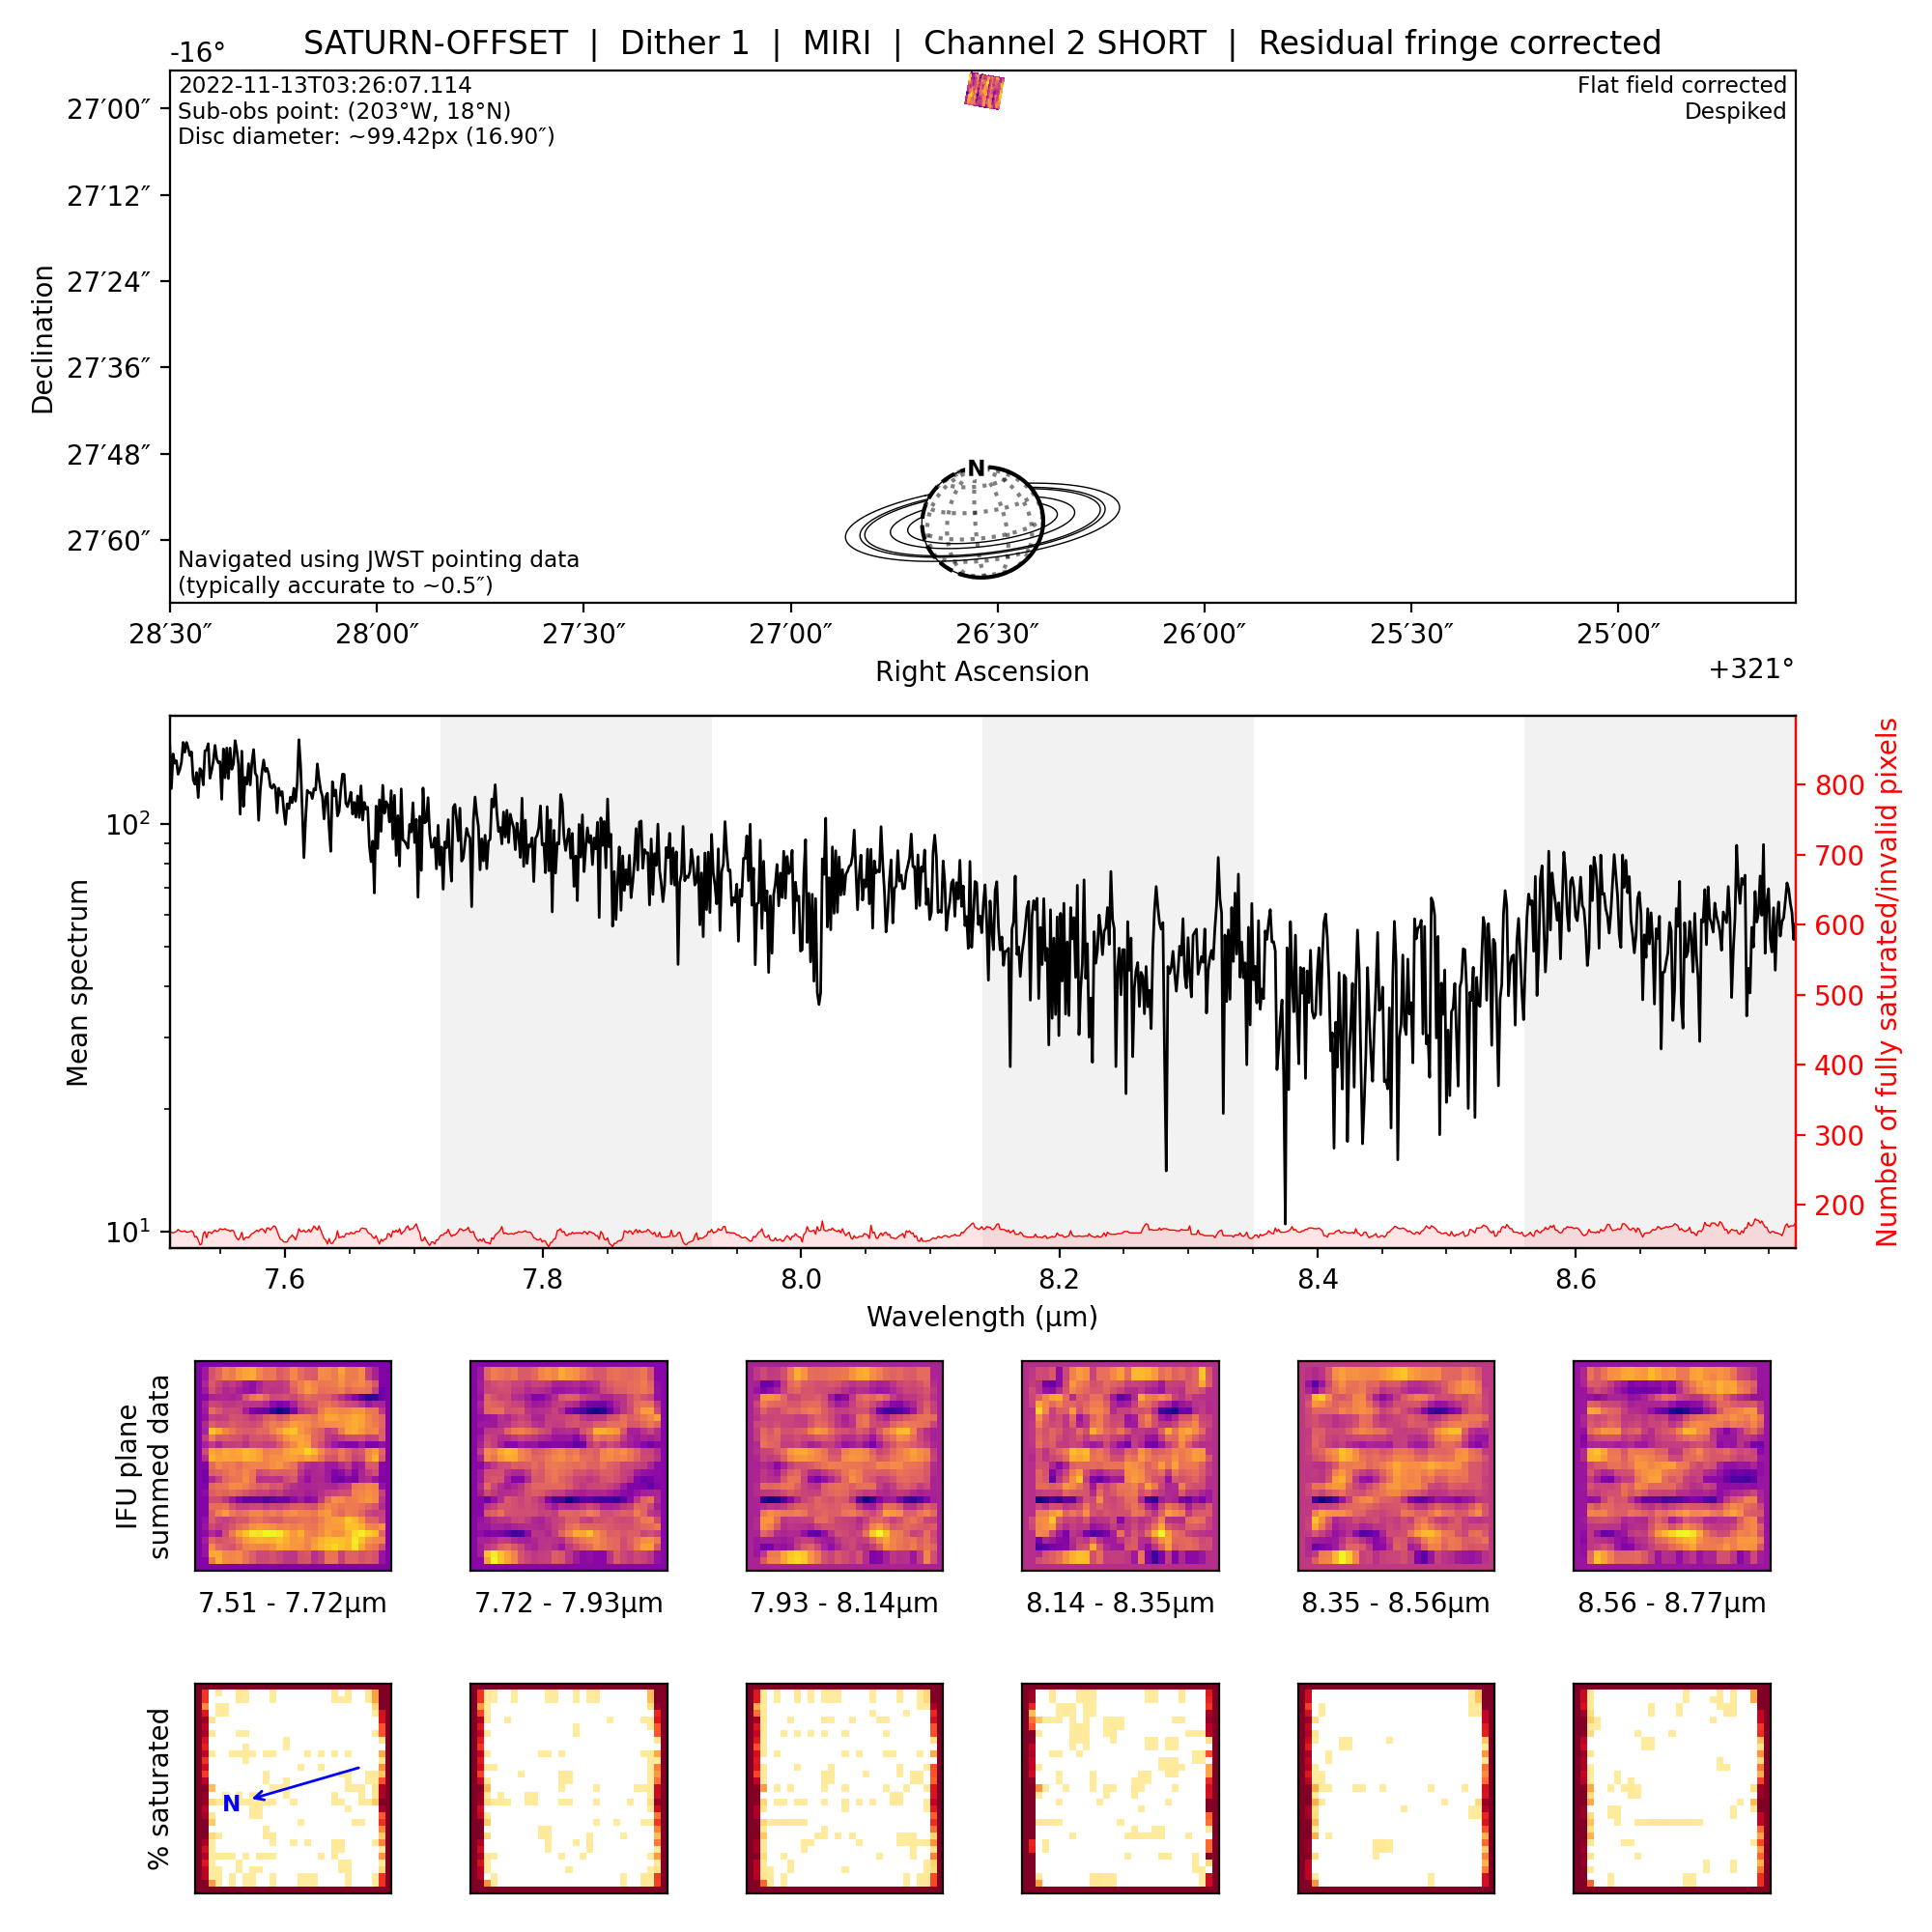 SATURN-OFFSET | Dither 1 | MIRI | Channel 2 SHORT | Residual fringe corrected
-16°
2022-11-13T03:26:07.114
Sub-obs point: (203°W, 18°N)
Disc diameter: ~99.42px (16.90″)
Flat field corrected
Despiked
27′00″
27′12″
27′24″
27′36″
27′48″
27′60″
Declination
N
Navigated using JWST pointing data
(typically accurate to ~0.5″)
28′30″ 28′00″ 27′30″ 27′00″ 26′30″ 26′00″ 25′30″ 25′00″
Right Ascension
+321°
Mean spectrum
10²
10¹
800
700
600
500
400
300
200
Number of fully saturated/invalid pixels
7.6 7.8 8.0 8.2 8.4 8.6
Wavelength (µm)
IFU plane
summed data
7.51 - 7.72µm 7.72 - 7.93µm 7.93 - 8.14µm 8.14 - 8.35µm 8.35 - 8.56µm 8.56 - 8.77µm
% saturated
N